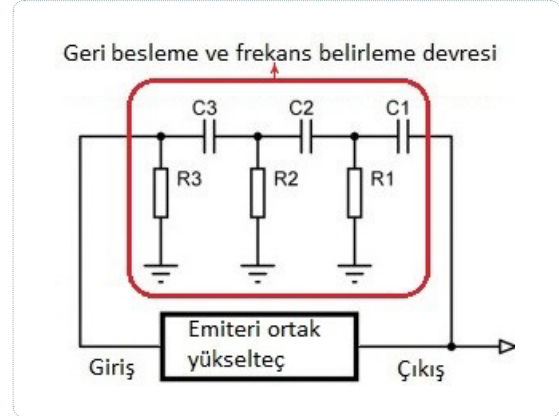 Geri besleme ve frekans belirleme devresi
C3 C2 C1
R3 R2 R1
Emiteri ortak
yükselteç
Giriş Çıkış